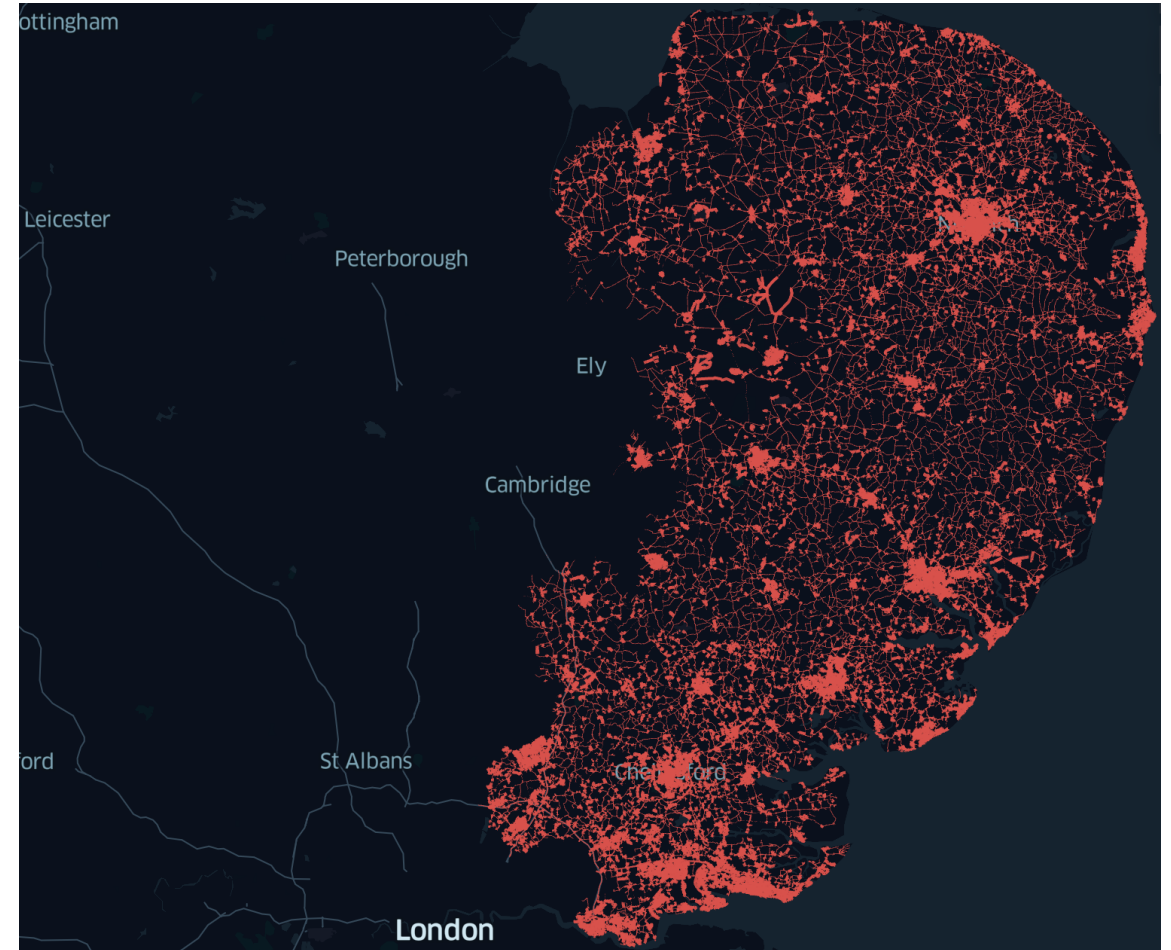 ottingham
Leicester
Peterborough
Ely
Cambridge
ford
St Albans
London